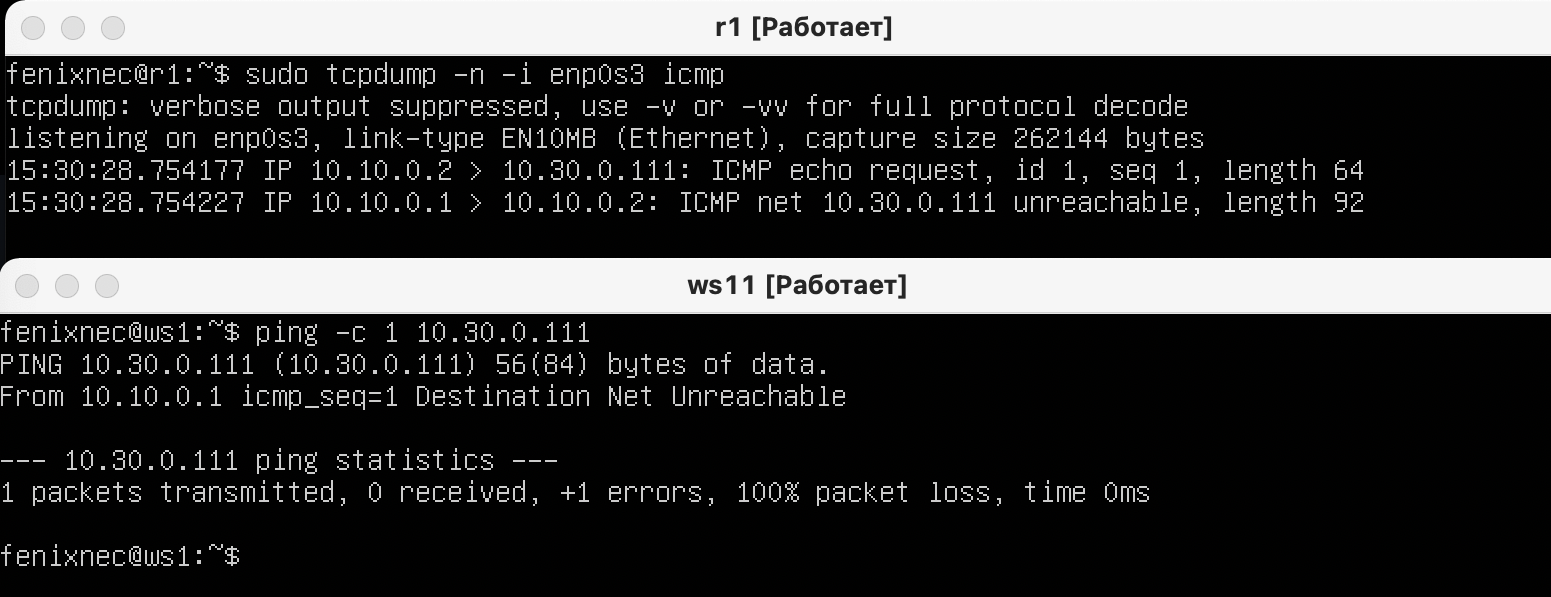 r1 [Работает]
fenixnec@r1:~$ sudo tcpdump -n -i enp0s3 icmp
tcpdump: verbose output suppressed, use -v or -vv for full protocol decode
listening on enp0s3, link-type EN10MB (Ethernet), capture size 262144 bytes
15:30:28.754177 IP 10.10.0.2 > 10.30.0.111: ICMP echo request, id 1, seq 1, length 64
15:30:28.754227 IP 10.10.0.1 > 10.10.0.2: ICMP net 10.30.0.111 unreachable, length 92
ws11 [Работает]
fenixnec@ws1:~$ ping -c 1 10.30.0.111
PING 10.30.0.111 (10.30.0.111) 56(84) bytes of data.
From 10.10.0.1 icmp_seq=1 Destination Net Unreachable
--- 10.30.0.111 ping statistics ---
1 packets transmitted, 0 received, +1 errors, 100% packet loss, time 0ms
fenixnec@ws1:~$